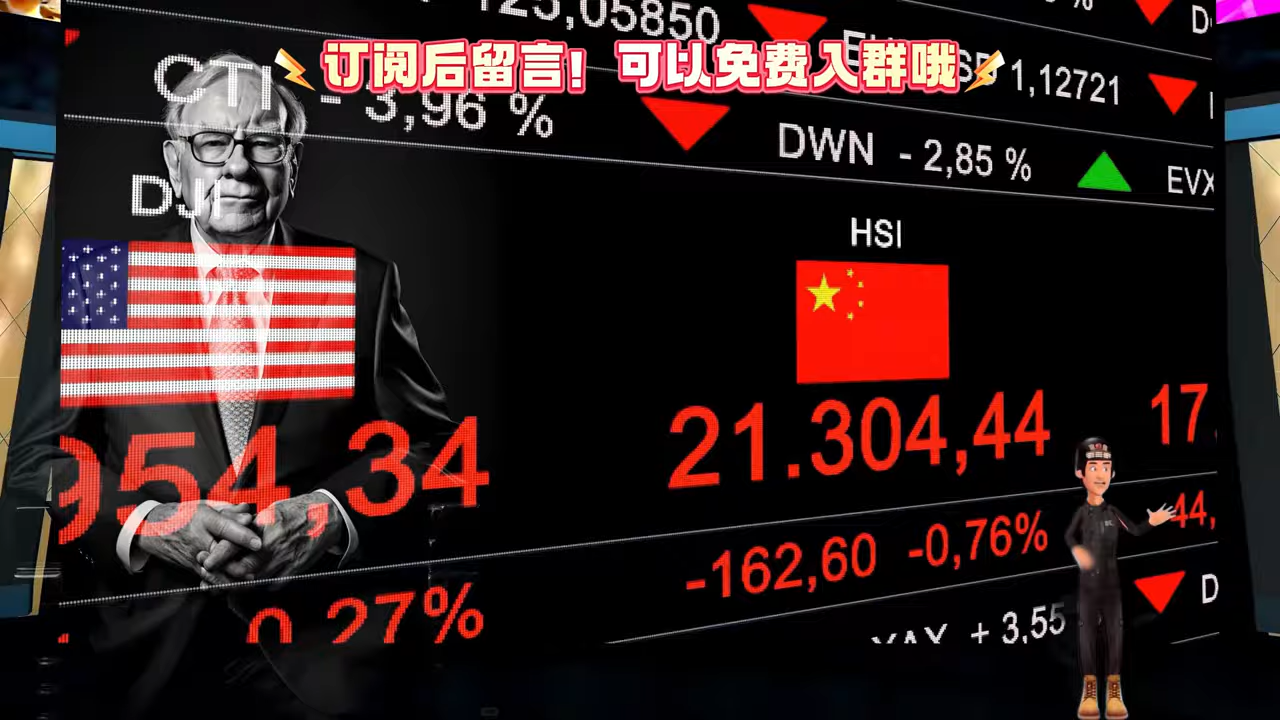 125,05850
订阅后留言！ 可以免费入群哦
CTI - 3,96 %
1,12721
DWN - 2,85 %
EVX
DJI
HSI
954,34
21.304,44
17,
-162,60 -0,76%
44,
0,27%
+ 3,55
D